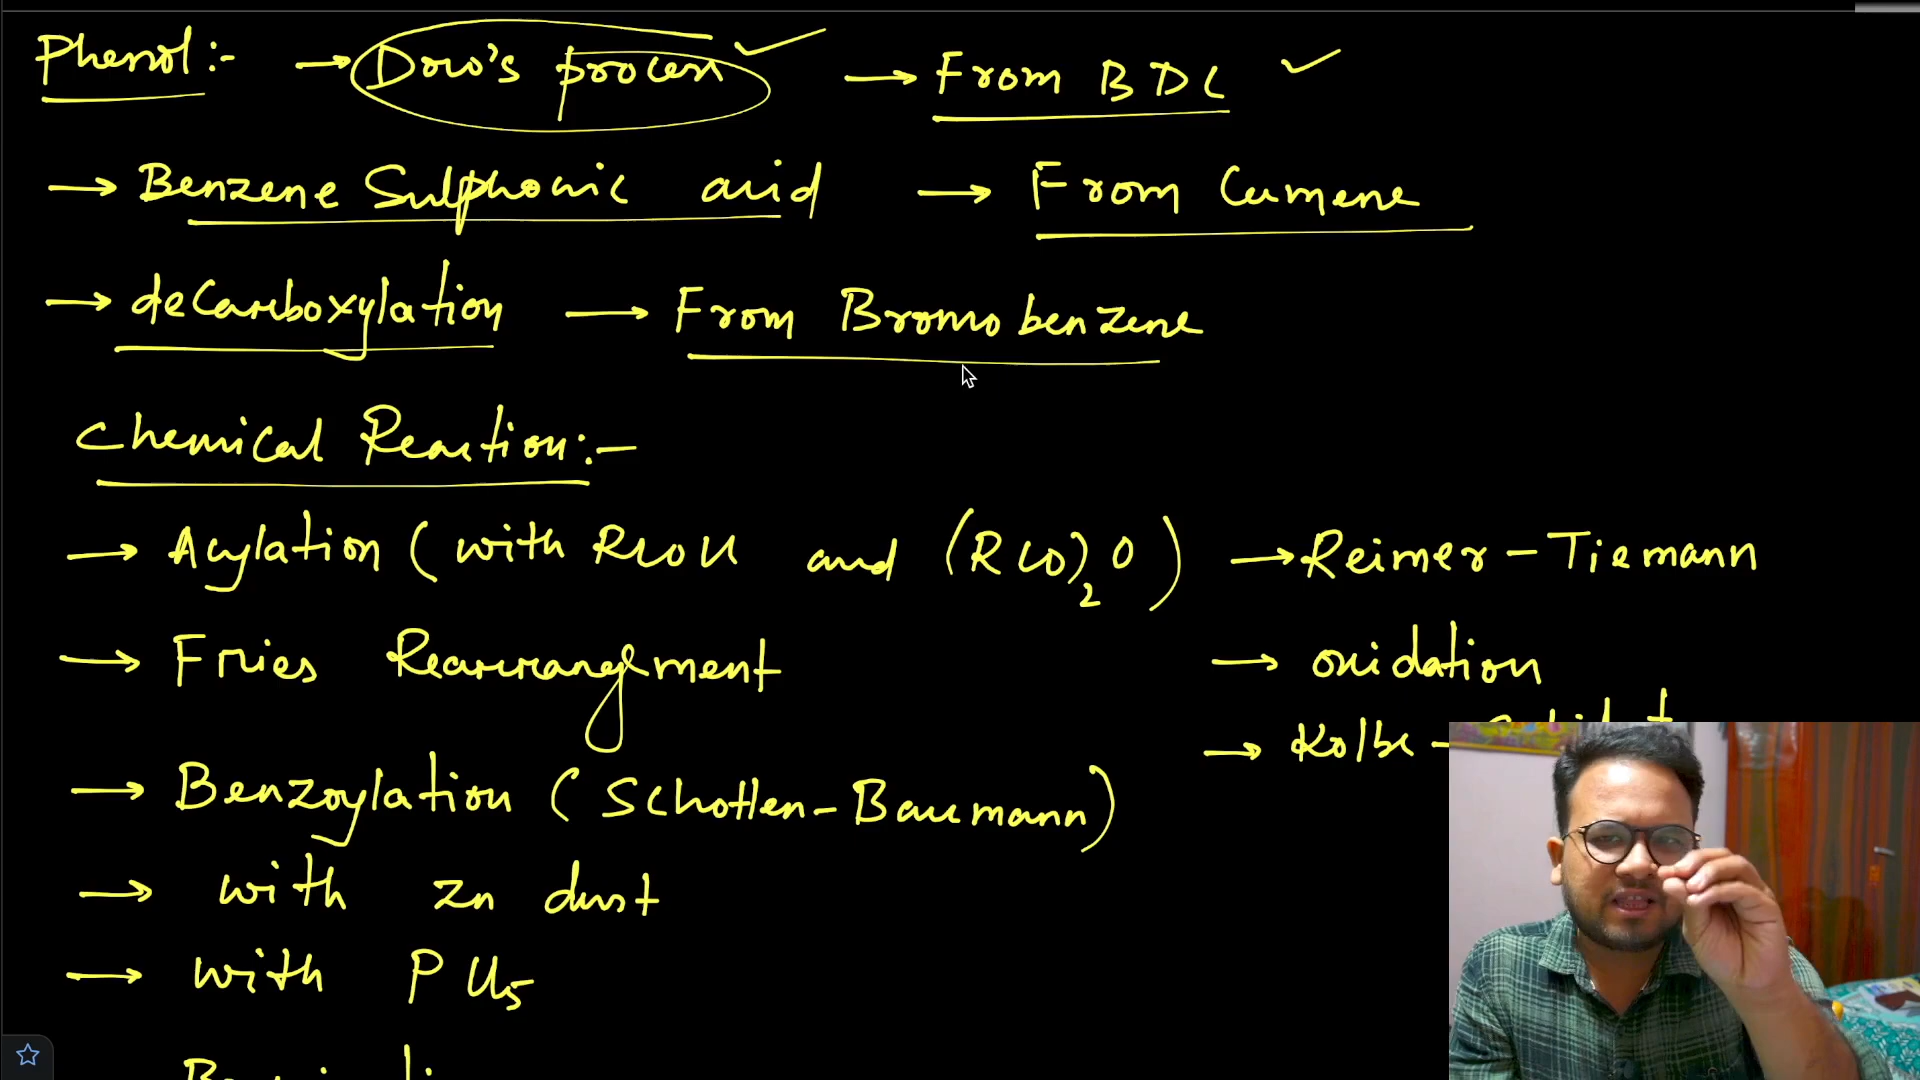 Phenol:- → Dow's process ✓ → From BDC ✓
→ Benzene Sulphonic acid → From Cumene
→ decarboxylation → From Bromobenzene
Chemical Reaction:-
→ Acylation (with RCOCl and (RCO)₂O) → Reimer-Tiemann
→ Fries Rearrangement → oxidation
→ Kolbe-
→ Benzoylation (Schotten-Baumann)
→ with Zn dust
→ with PCl₅